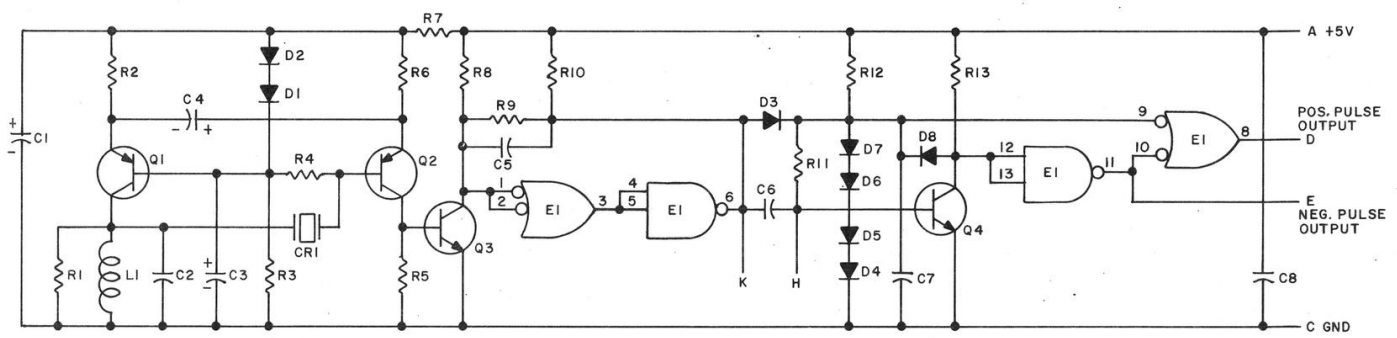 R7
A +5V
R2
D2
D1
R6
R8
R10
R12
R13
C4
- +
+
C1
-
R9
D3
9
POS. PULSE
OUTPUT
D
8
E1
10
Q1
R4
Q2
C5
R11
D7
D8
12
13
E1
11
D6
C6
1
2
E1
3
4
5
E1
6
E
NEG. PULSE
OUTPUT
Q3
Q4
CR1
D5
R1
L1
C2
+
-
C3
R3
R5
K
H
D4
C7
C8
C GND